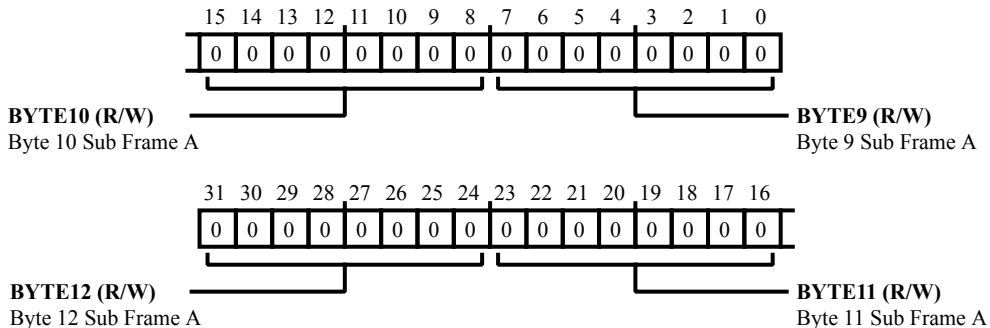 15 14 13 12 11 10 9 8 7 6 5 4 3 2 1 0
0 0 0 0 0 0 0 0 0 0 0 0 0 0 0 0
BYTE10 (R/W) BYTE9 (R/W)
Byte 10 Sub Frame A Byte 9 Sub Frame A
31 30 29 28 27 26 25 24 23 22 21 20 19 18 17 16
0 0 0 0 0 0 0 0 0 0 0 0 0 0 0 0
BYTE12 (R/W) BYTE11 (R/W)
Byte 12 Sub Frame A Byte 11 Sub Frame A